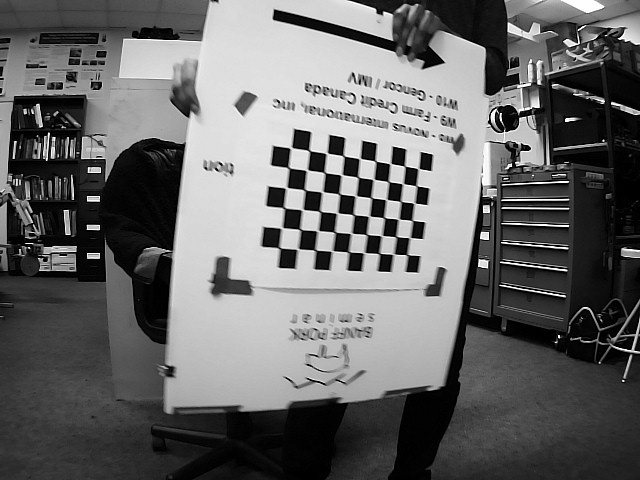 BANFF PORK
seminar
tion
W8 - Novus International, Inc
W9 - Farm Credit Canada
W10 - Gencor / IMV